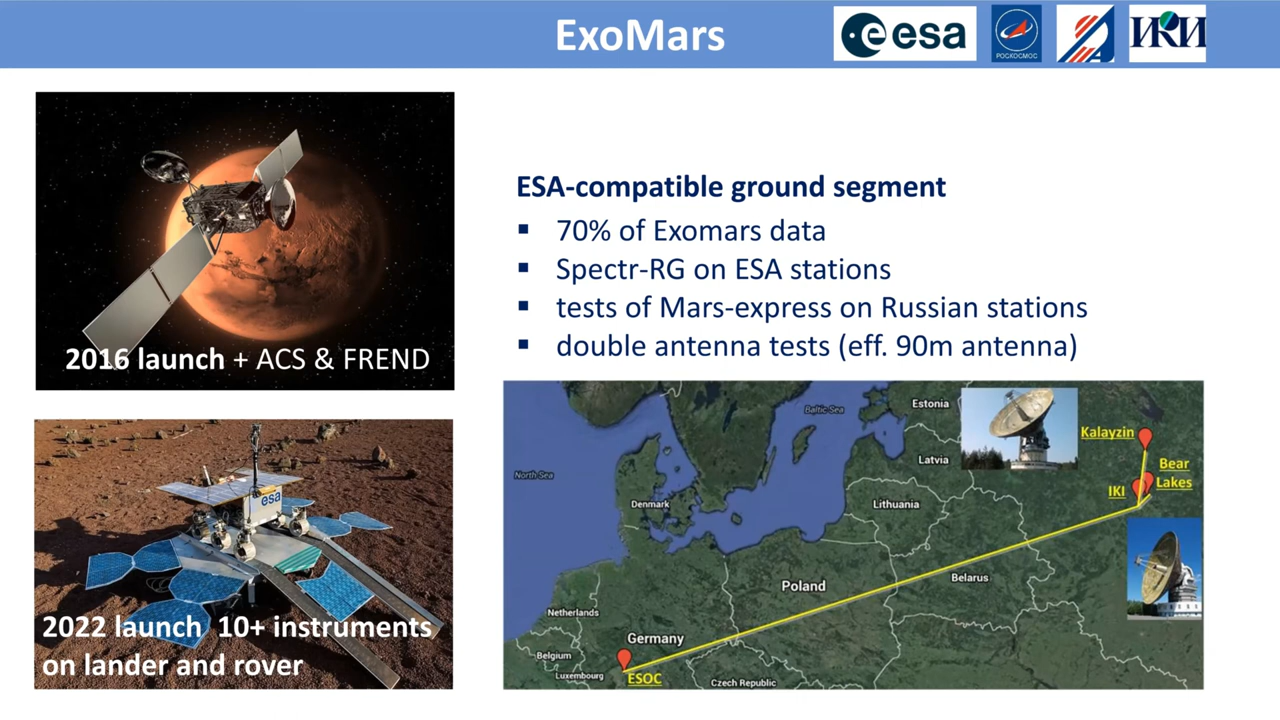 ExoMars
esa
РОСКОСМОС
ИКИ
2016 launch + ACS & FREND
esa
2022 launch 10+ instruments
on lander and rover
ESA-compatible ground segment
▪ 70% of Exomars data
▪ Spectr-RG on ESA stations
▪ tests of Mars-express on Russian stations
▪ double antenna tests (eff. 90m antenna)
Baltic Sea
Estonia
Kalayzin
North Sea
Latvia
Bear
Lakes
IKI
Denmark
Lithuania
Poland
Belarus
Netherlands
Germany
Belgium
Luxembourg
ESOC
Czech Republic